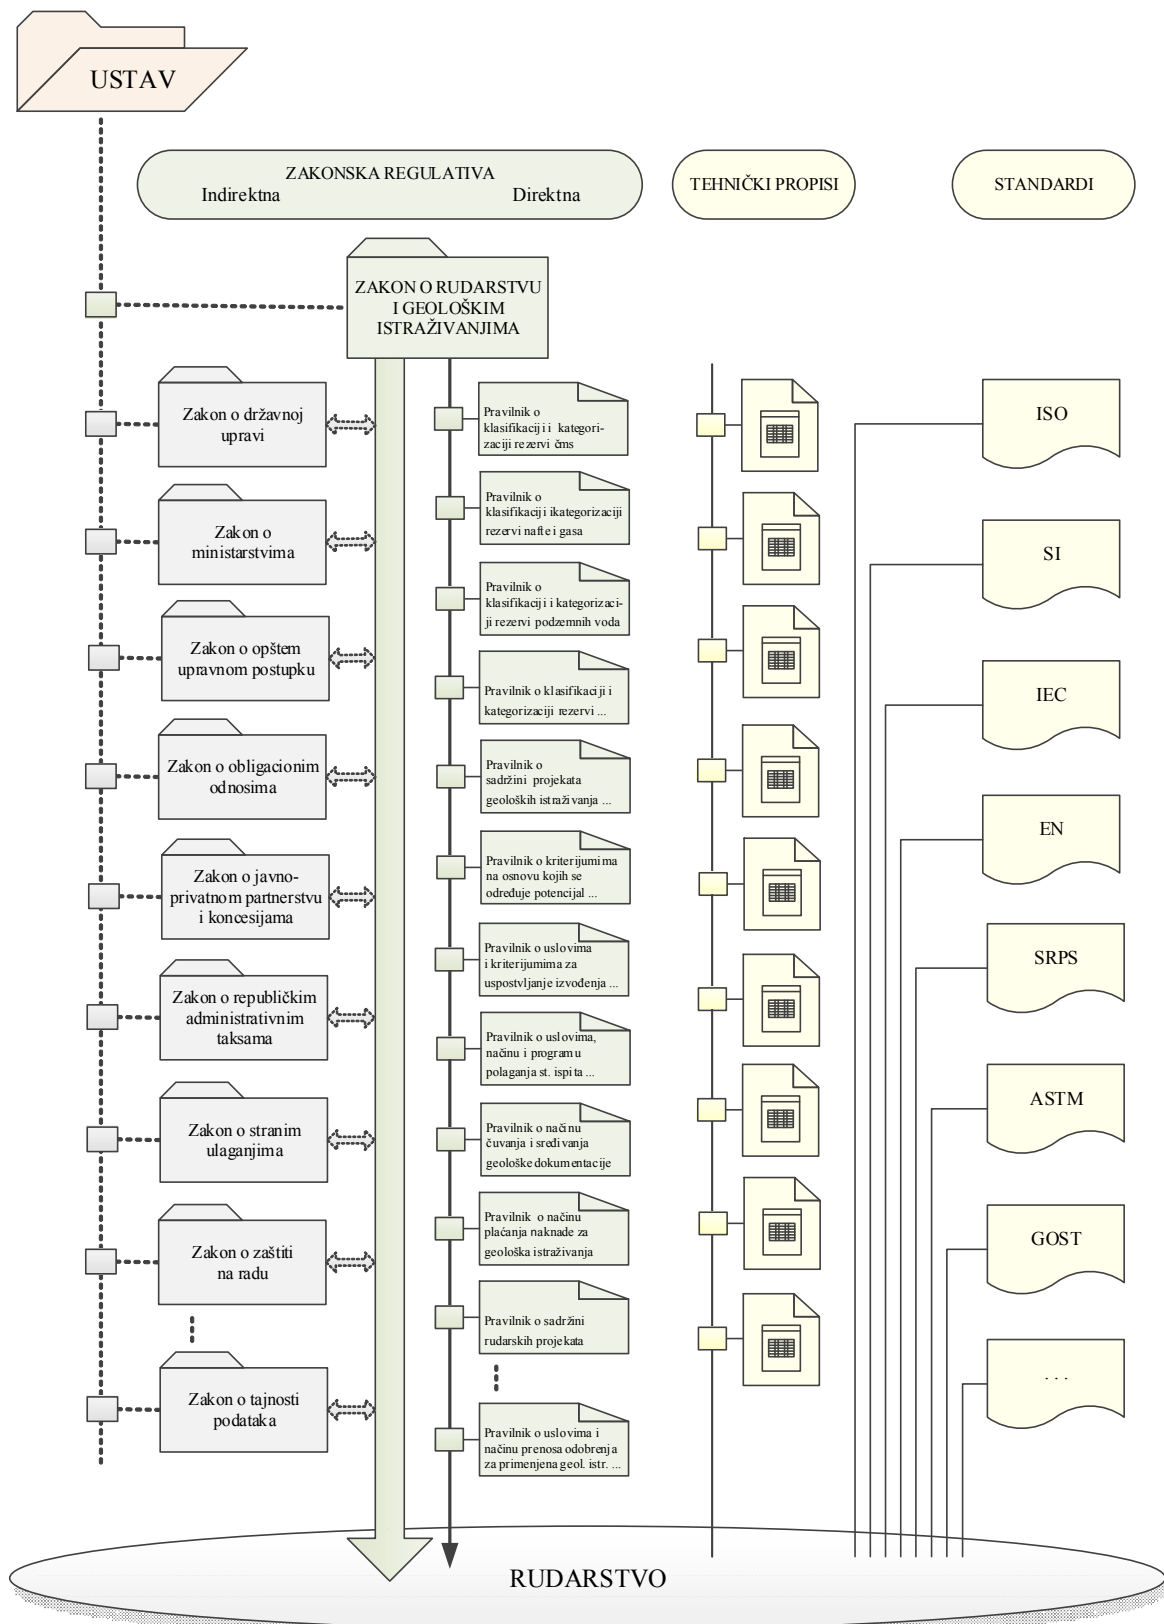 USTAV
ZAKONSKA REGULATIVA
Indirektna
Direktna
TEHNIČKI PROPISI
STANDARDI
ZAKON O RUDARSTVU
I GEOLOŠKIM
ISTRAŽIVANJIMA
Zakon o državnoj
upravi
Zakon o
ministarstvima
Zakon o opštem
upravnom postupku
Zakon o obligacionim
odnosima
Zakon o javno-
privatnom partnerstvu
i koncesijama
Zakon o republičkim
administrativnim
taksama
Zakon o stranim
ulaganjima
Zakon o zaštiti
na radu
Zakon o tajnosti
podataka
Pravilnik o
klasifikaciji i kategori-
zaciji rezervi čms
Pravilnik o
klasifikaciji ikategorizaciji
rezervi nafte i gasa
Pravilnik o
klasifikaciji i kategorizaci-
ji rezervi podzemnih voda
Pravilnik o klasifikaciji i
kategorizaciji rezervi ...
Pravilnik o
sadržini projekata
geoloških istraživanja ...
Pravilnik o kriterijumima
na osnovu kojih se
određuje potencijal ...
Pravilnik o uslovima
i kriterijumima za
uspostvljanje izvođenja ...
Pravilnik o uslovima,
načinu i programu
polaganja st. ispita ...
Pravilnik o načinu
čuvanja i sređivanja
geološke dokumentacije
Pravilnik o načinu
plaćanja naknade za
geološka istraživanja
Pravilnik o sadržini
rudarskih projekata
Pravilnik o uslovima i
načinu prenosa odobrenja
za primenjena geol. istr. ...
ISO
SI
IEC
EN
SRPS
ASTM
GOST
. . .
RUDARSTVO